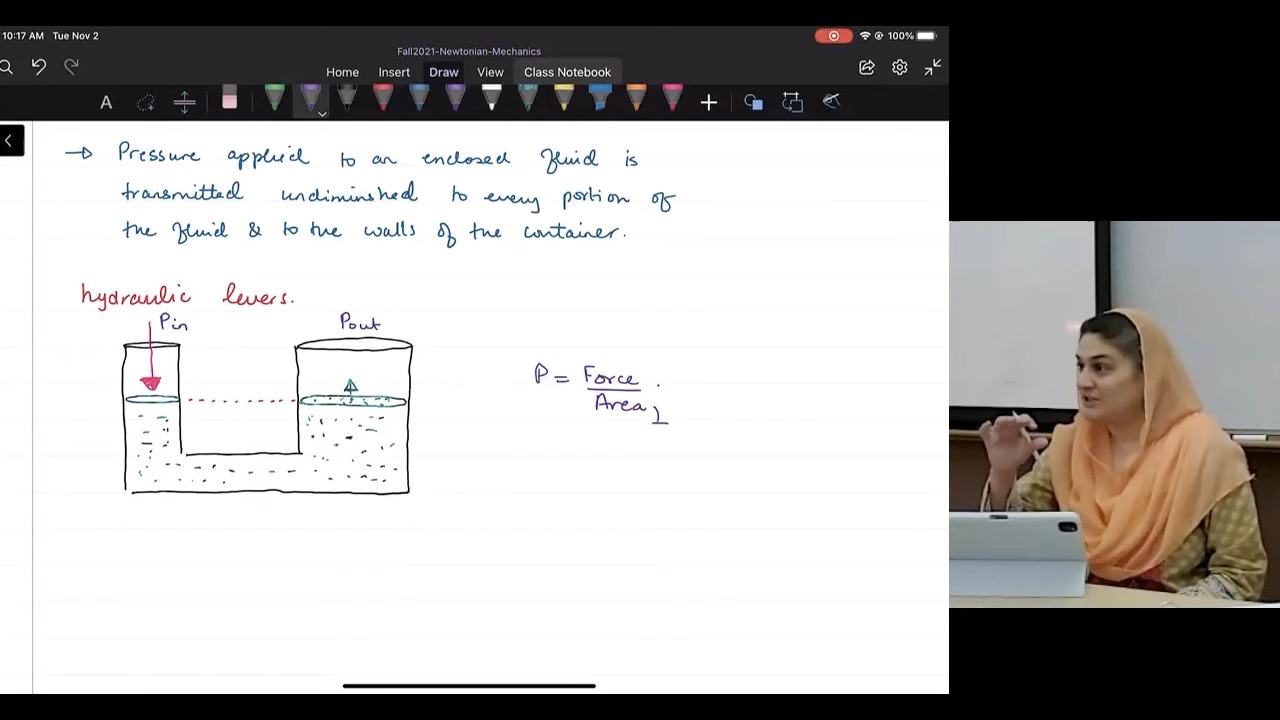 10:17 AM Tue Nov 2
100%
Fall2021-Newtonian-Mechanics
Home Insert Draw View Class Notebook
A
→ Pressure applied to an enclosed fluid is
transmitted undiminshed to every portion of
the fluid & to the walls of the container.
hydraulic levers.
Pin Pout
P = Force
Area ⊥